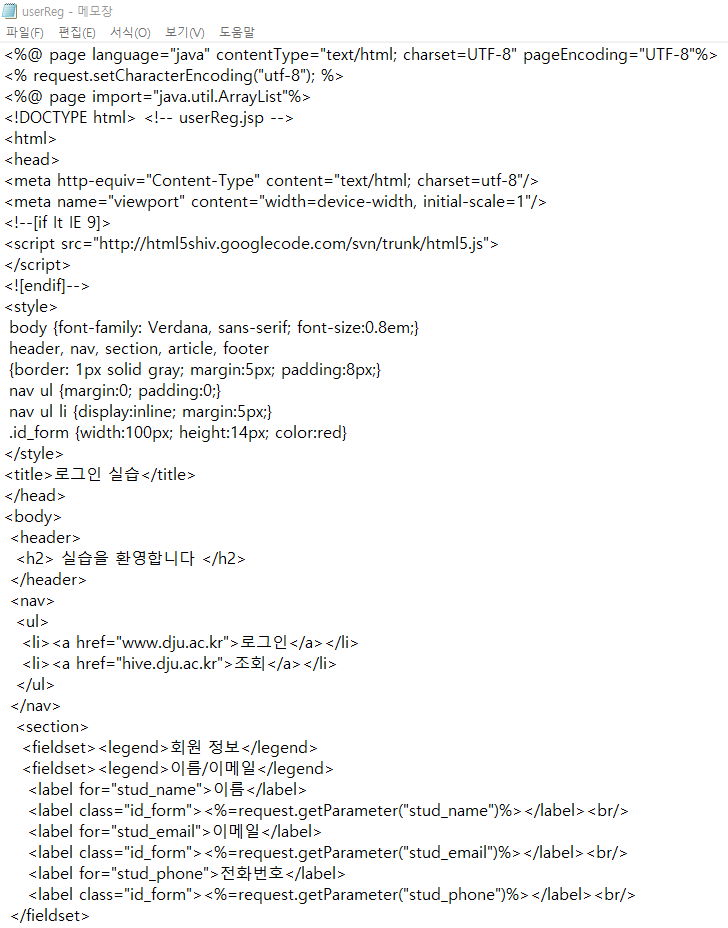 userReg - 메모장
파일(F) 편집(E) 서식(O) 보기(V) 도움말
<%@ page language="java" contentType="text/html; charset=UTF-8" pageEncoding="UTF-8"%>
<% request.setCharacterEncoding("utf-8"); %>
<%@ page import="java.util.ArrayList"%>
<!DOCTYPE html> <!-- userReg.jsp -->
<html>
<head>
<meta http-equiv="Content-Type" content="text/html; charset=utf-8"/>
<meta name="viewport" content="width=device-width, initial-scale=1"/>
<!--[if lt IE 9]>
<script src="http://html5shiv.googlecode.com/svn/trunk/html5.js">
</script>
<![endif]-->
<style>
body {font-family: Verdana, sans-serif; font-size:0.8em;}
header, nav, section, article, footer
{border: 1px solid gray; margin:5px; padding:8px;}
nav ul {margin:0; padding:0;}
nav ul li {display:inline; margin:5px;}
.id_form {width:100px; height:14px; color:red}
</style>
<title>로그인 실습</title>
</head>
<body>
<header>
<h2> 실습을 환영합니다 </h2>
</header>
<nav>
<ul>
<li><a href="www.dju.ac.kr">로그인</a></li>
<li><a href="hive.dju.ac.kr">조회</a></li>
</ul>
</nav>
<section>
<fieldset><legend>회원 정보</legend>
<fieldset><legend>이름/이메일</legend>
<label for="stud_name">이름</label>
<label class="id_form"><%=request.getParameter("stud_name")%></label><br/>
<label for="stud_email">이메일</label>
<label class="id_form"><%=request.getParameter("stud_email")%></label><br/>
<label for="stud_phone">전화번호</label>
<label class="id_form"><%=request.getParameter("stud_phone")%></label><br/>
</fieldset>